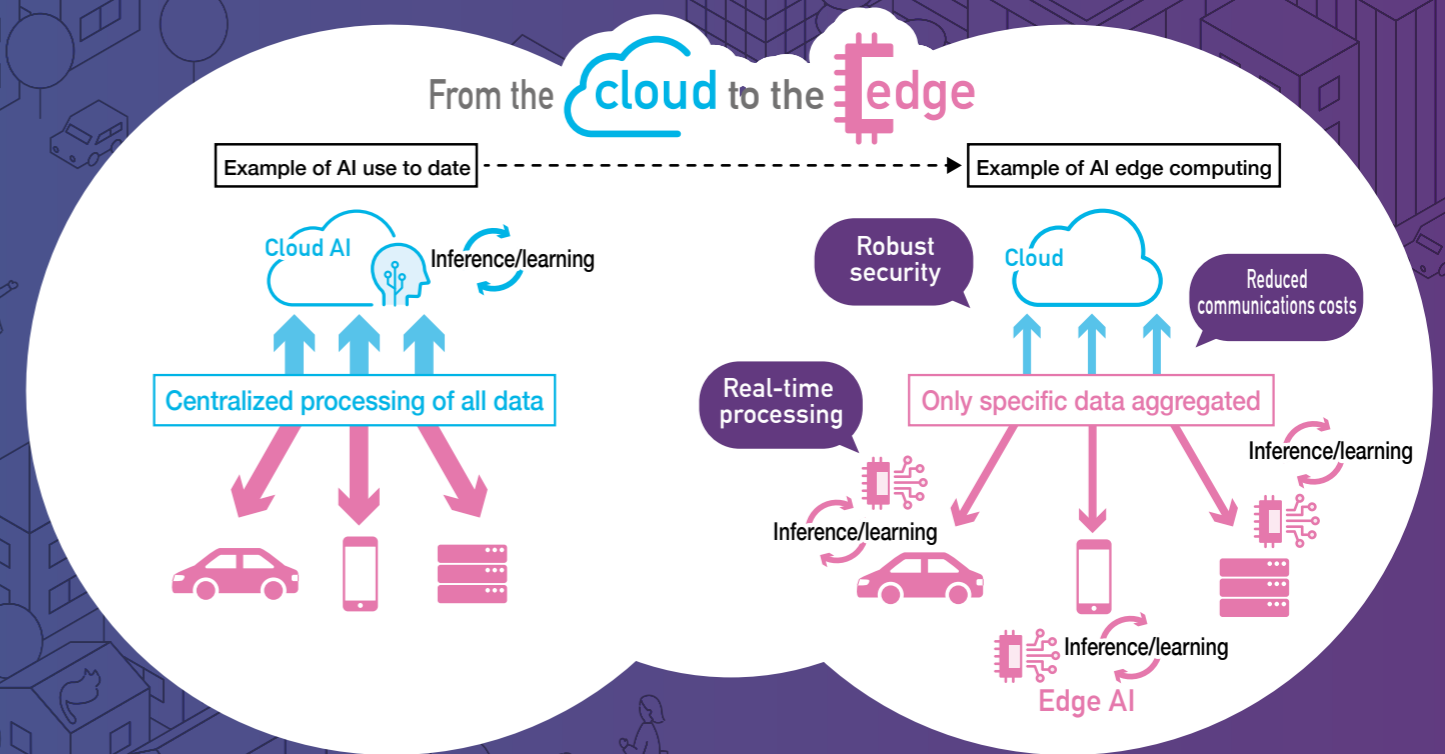 From the cloud to the edge
Example of AI use to date
Example of AI edge computing
Cloud AI
Inference/learning
Centralized processing of all data
Robust
security
Cloud
Reduced
communications costs
Real-time
processing
Only specific data aggregated
Inference/learning
Inference/learning
Inference/learning
Edge AI